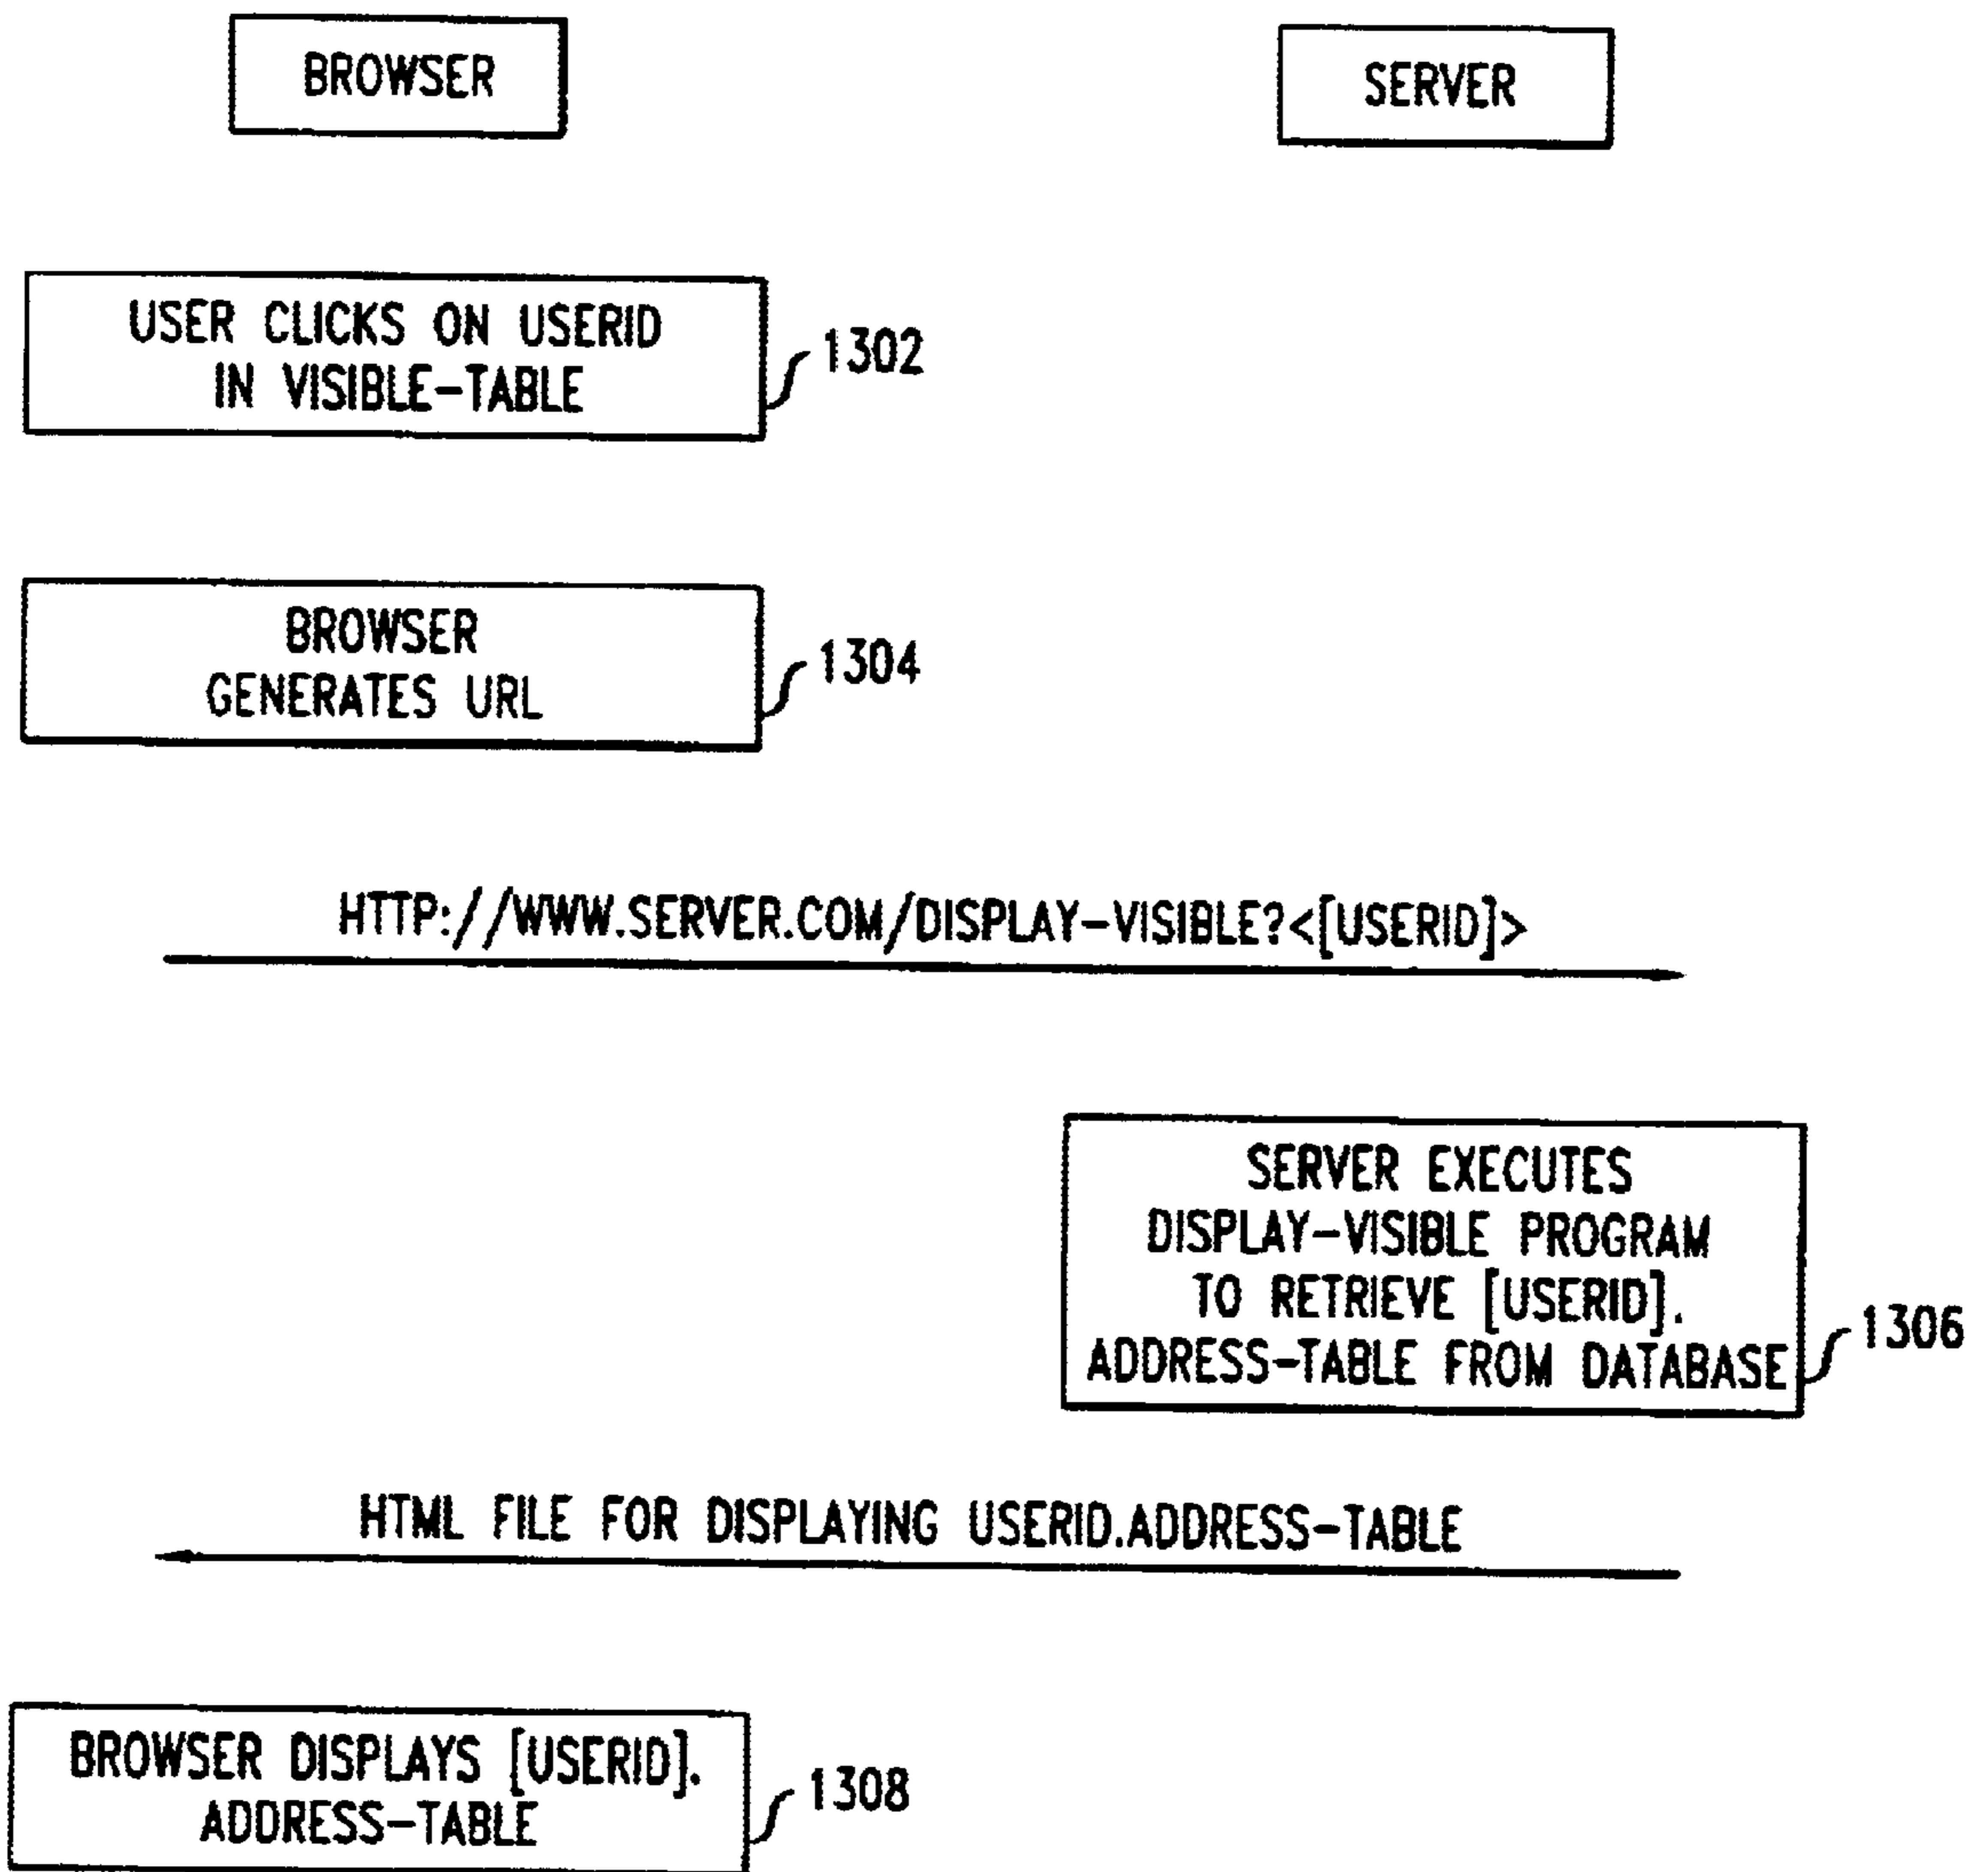 BROWSER
SERVER
USER CLICKS ON USERID
IN VISIBLE-TABLE
1302
BROWSER
GENERATES URL
1304
HTTP://WWW.SERVER.COM/DISPLAY-VISIBLE?<[USERID]>
SERVER EXECUTES
DISPLAY-VISIBLE PROGRAM
TO RETRIEVE [USERID].
ADDRESS-TABLE FROM DATABASE
1306
HTML FILE FOR DISPLAYING USERID.ADDRESS-TABLE
BROWSER DISPLAYS [USERID].
ADDRESS-TABLE
1308